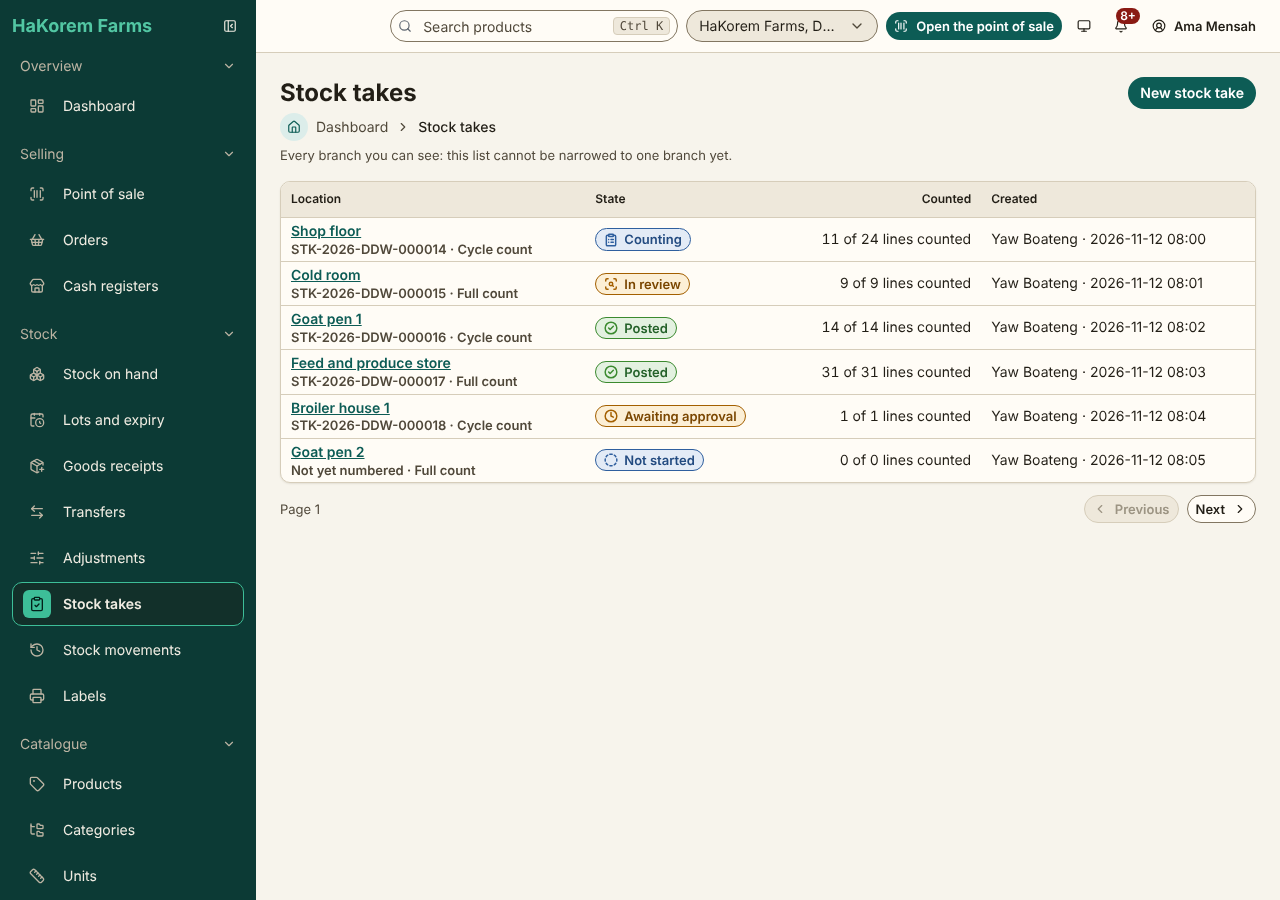 HaKorem Farms
Search products
Ctrl K
HaKorem Farms, D...
Open the point of sale
8+
Ama Mensah
Overview
Dashboard
Selling
Point of sale
Orders
Cash registers
Stock
Stock on hand
Lots and expiry
Goods receipts
Transfers
Adjustments
Stock takes
Stock movements
Labels
Catalogue
Products
Categories
Units
Stock takes
New stock take
Dashboard > Stock takes
Every branch you can see: this list cannot be narrowed to one branch yet.
Location State Counted Created
Shop floor
STK-2026-DDW-000014 · Cycle count
Counting
11 of 24 lines counted
Yaw Boateng · 2026-11-12 08:00
Cold room
STK-2026-DDW-000015 · Full count
In review
9 of 9 lines counted
Yaw Boateng · 2026-11-12 08:01
Goat pen 1
STK-2026-DDW-000016 · Cycle count
Posted
14 of 14 lines counted
Yaw Boateng · 2026-11-12 08:02
Feed and produce store
STK-2026-DDW-000017 · Full count
Posted
31 of 31 lines counted
Yaw Boateng · 2026-11-12 08:03
Broiler house 1
STK-2026-DDW-000018 · Cycle count
Awaiting approval
1 of 1 lines counted
Yaw Boateng · 2026-11-12 08:04
Goat pen 2
Not yet numbered · Full count
Not started
0 of 0 lines counted
Yaw Boateng · 2026-11-12 08:05
Page 1
Previous
Next